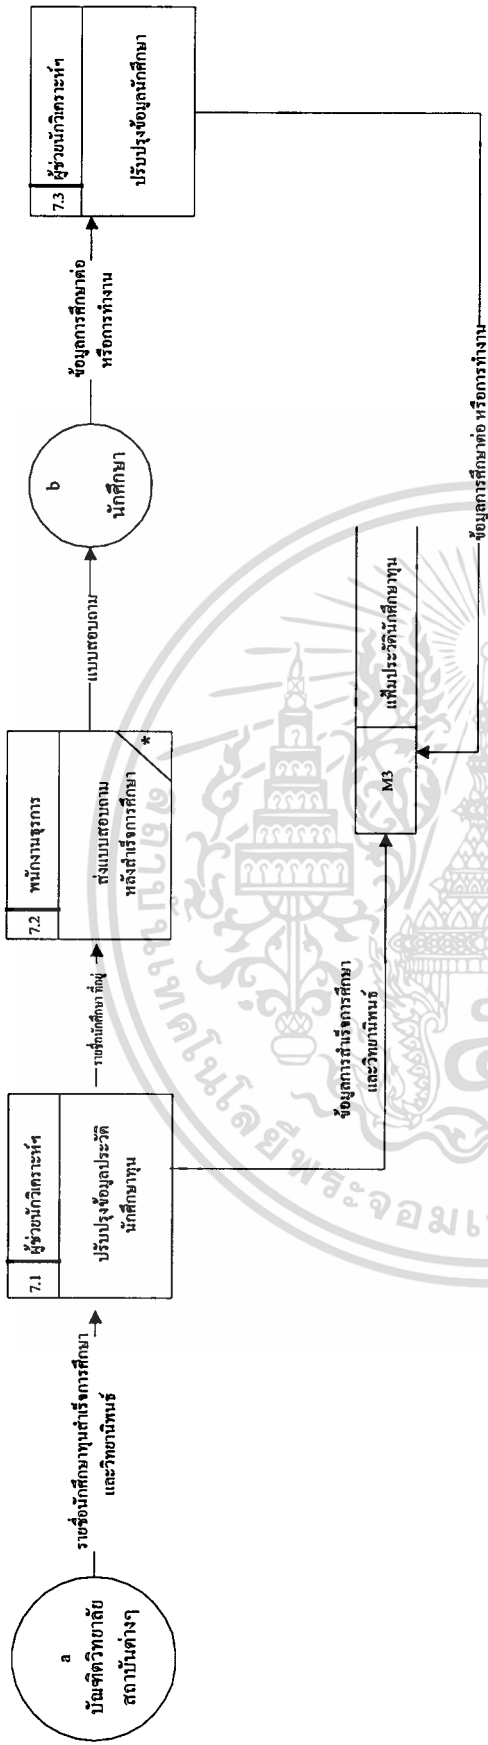 a
บัณฑิตวิทยาลัย
สถาบันต่างๆ
รายชื่อนักศึกษาทุนสำเร็จการศึกษา
และวิทยานิพนธ์
7.1
ผู้ช่วยนักวิเคราะห์ฯ
ปรับปรุงข้อมูลประวัติ
นักศึกษาทุน
รายชื่อนักศึกษา ที่อยู่
7.2
พนักงานธุรการ
ส่งแบบสอบถาม
หลังสำเร็จการศึกษา
*
แบบสอบถาม
b
นักศึกษา
ข้อมูลการศึกษาต่อ
หรือการทำงาน
7.3
ผู้ช่วยนักวิเคราะห์ฯ
ปรับปรุงข้อมูลนักศึกษา
ข้อมูลการสำเร็จการศึกษา
และวิทยานิพนธ์
M3
แฟ้มประวัตินักศึกษาทุน
ข้อมูลการศึกษาต่อ หรือการทำงาน